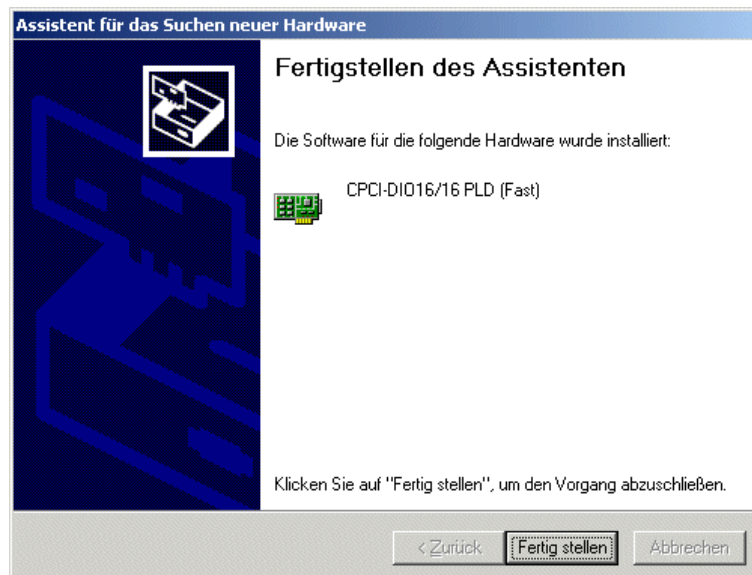 Assistent für das Suchen neuer Hardware
Fertigstellen des Assistenten
Die Software für die folgende Hardware wurde installiert:
CPCI-DIO16/16 PLD (Fast)
Klicken Sie auf "Fertig stellen", um den Vorgang abzuschließen.
< Zurück
Fertig stellen
Abbrechen